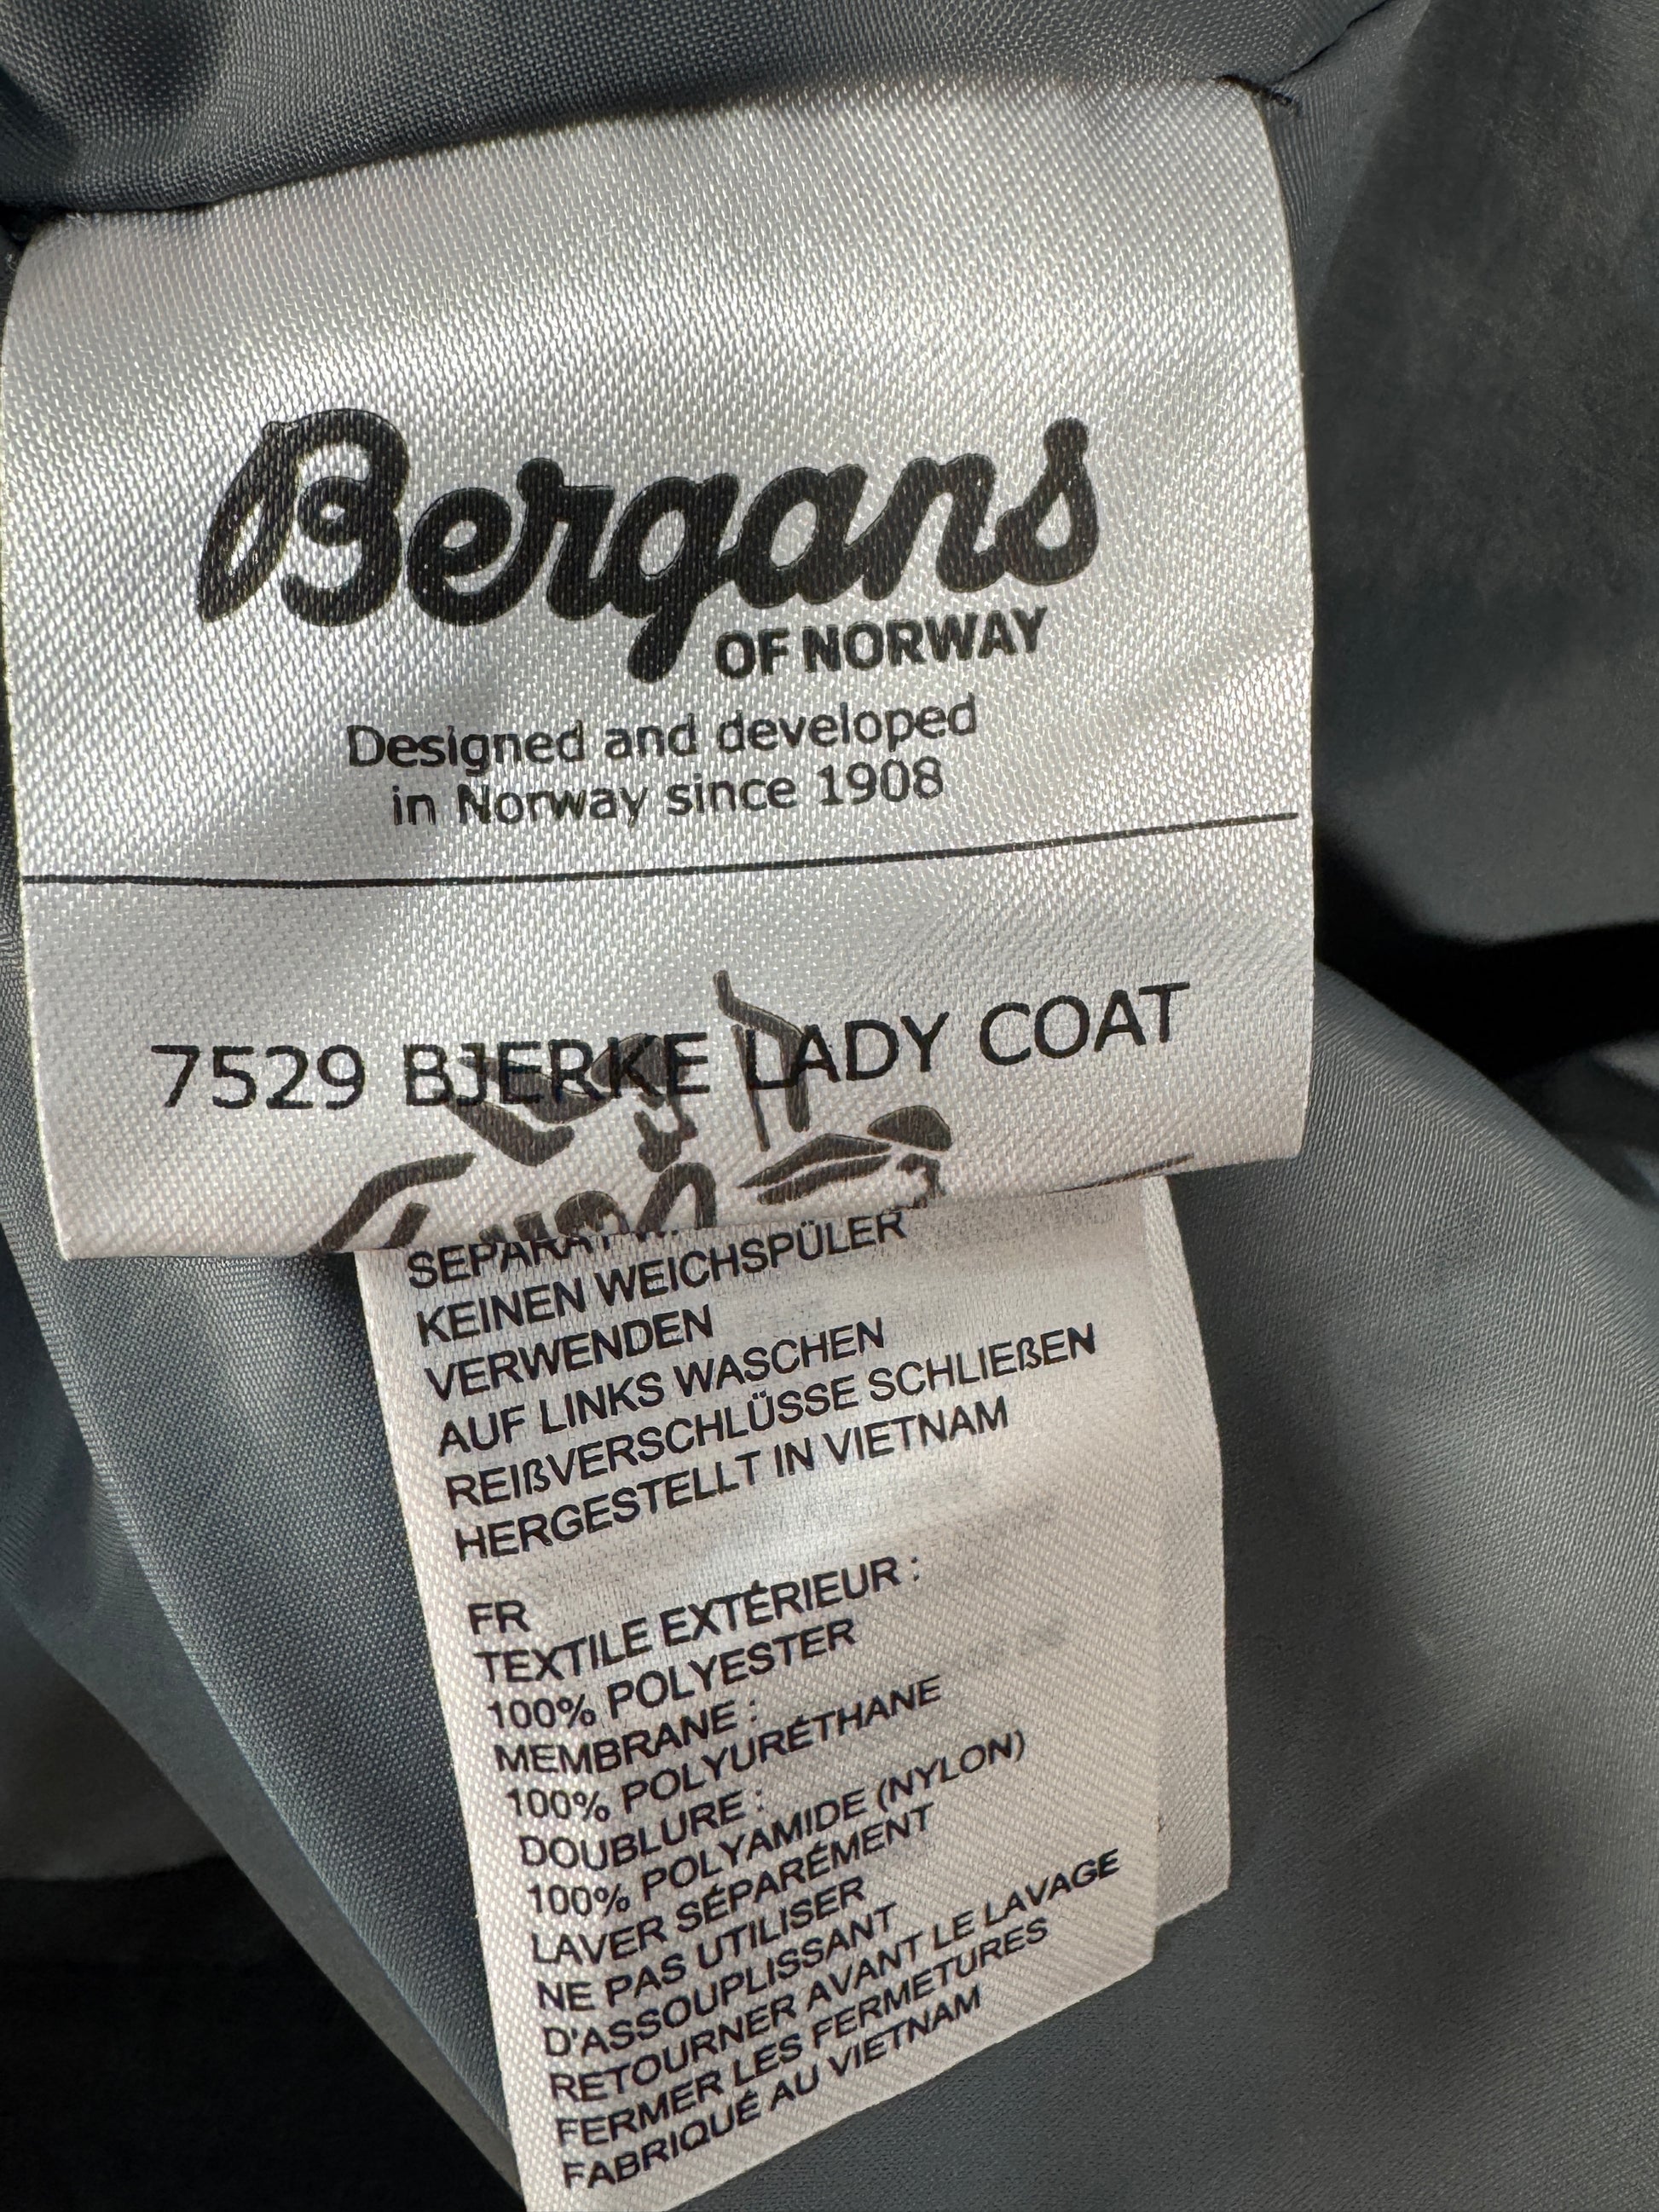 Bergans
OF NORWAY
Designed and developed
in Norway since 1908
7529 BJERKE LADY COAT
KEINEN WEICHSPÜLER
VERWENDEN
AUF LINKS WASCHEN
REIßVERSCHLÜSSE SCHLIEßEN
HERGESTELLT IN VIETNAM
FR
TEXTILE EXTÉRIEUR :
100% POLYESTER
MEMBRANE :
100% POLYURÉTHANE
DOUBLURE :
100% POLYAMIDE (NYLON)
LAVER SÉPARÉMENT
NE PAS UTILISER
D'ASSOUPLISSANT
RETOURNER AVANT LE LAVAGE
FERMER LES FERMETURES
FABRIQUÉ AU VIETNAM